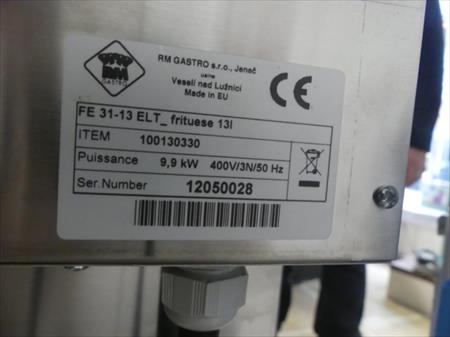 RM
GASTRO
RM GASTRO s.r.o., Jeneč
Veselí nad Lužnicí
Made in EU
CE
FE 31-13 ELT_ frituese 13l
ITEM 100130330
Puissance 9,9 kW 400V/3N/50 Hz
Ser.Number 12050028